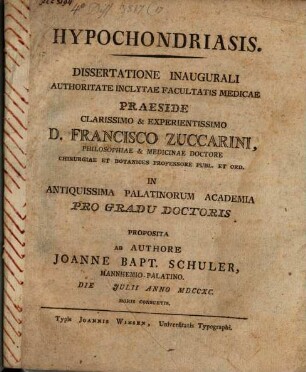 HYPOCHONDRIASIS.
DISSERTATIONE INAUGURALI
AUTHORITATE INCLYTAE FACULTATIS MEDICAE
PRAESIDE
CLARISSIMO & EXPERIENTISSIMO
D. FRANCISCO ZUCCARINI,
PHILOSOPHIAE & MEDICINAE DOCTORE
CHIRURGIAE ET BOTANICES PROFESSORE PUBL. ET ORD.
IN
ANTIQUISSIMA PALATINORUM ACADEMIA
PRO GRADU DOCTORIS
PROPOSITA
AB AUTHORE
JOANNE BAPT. SCHULER,
MANNHEMIO-PALATINO.
DIE JULII ANNO MDCCXC.
HORIS CONSUETIS.
Typis JOANNIS WIESEN, Universitatis Typographi.